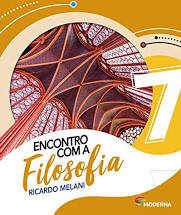 7
ENCONTRO
COM A
Filosofia
RICARDO MELANI
MODERNA